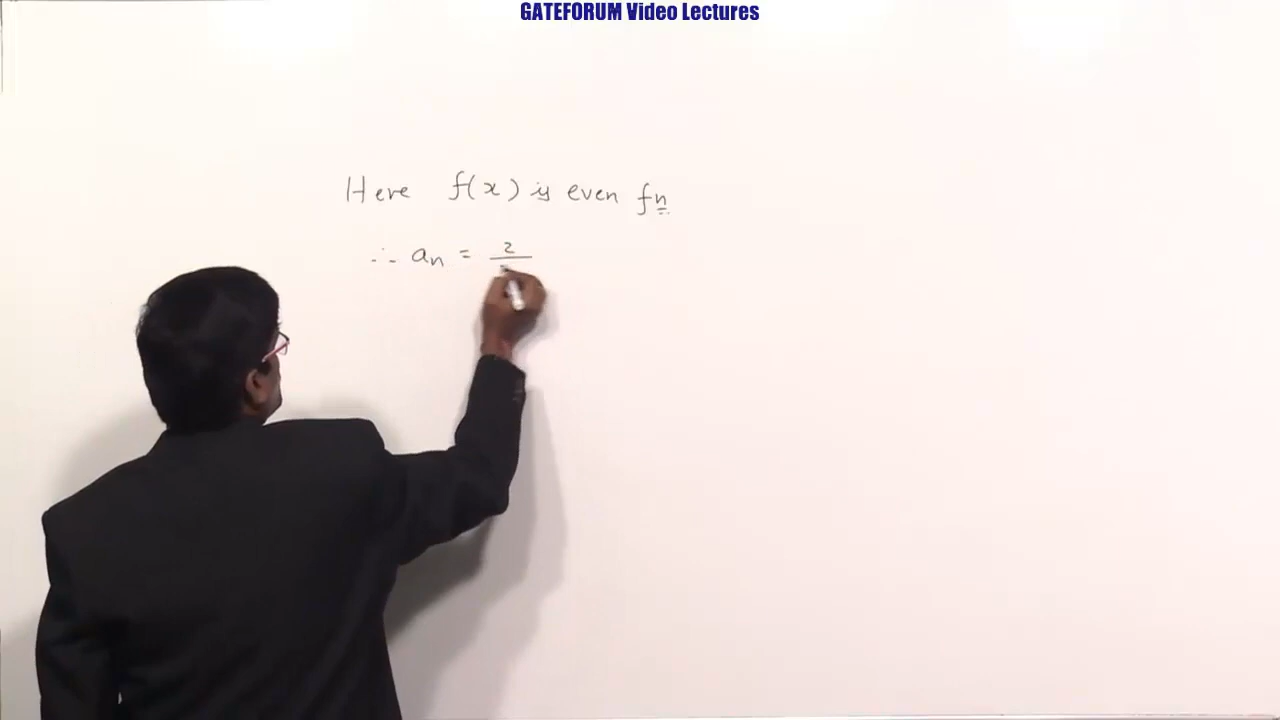 GATEFORUM Video Lectures
Here f(x) is even fn
∴ an = 2